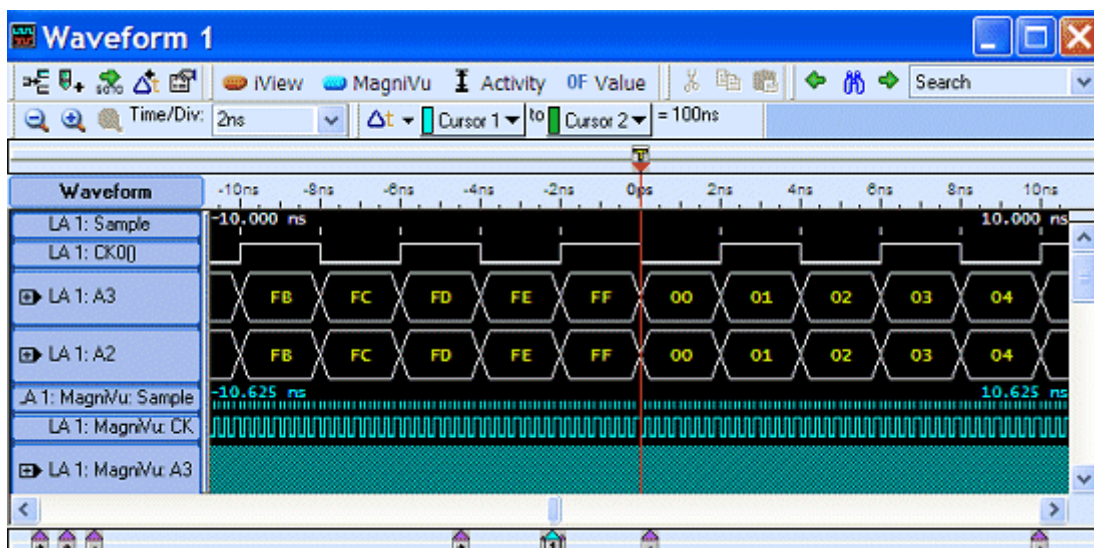 Waveform 1
iView MagniVu Activity 0F Value Search
Time/Div: 2ns Δt Cursor 1 to Cursor 2 = 100ns
T
Waveform -10ns -8ns -6ns -4ns -2ns 0ps 2ns 4ns 6ns 8ns 10ns
LA 1: Sample -10.000 ns 10.000 ns
LA 1: CK0()
LA 1: A3 FB FC FD FE FF 00 01 02 03 04
LA 1: A2 FB FC FD FE FF 00 01 02 03 04
.A 1: MagniVu: Sample -10.625 ns 10.625 ns
LA 1: MagniVu: CK
LA 1: MagniVu: A3
1